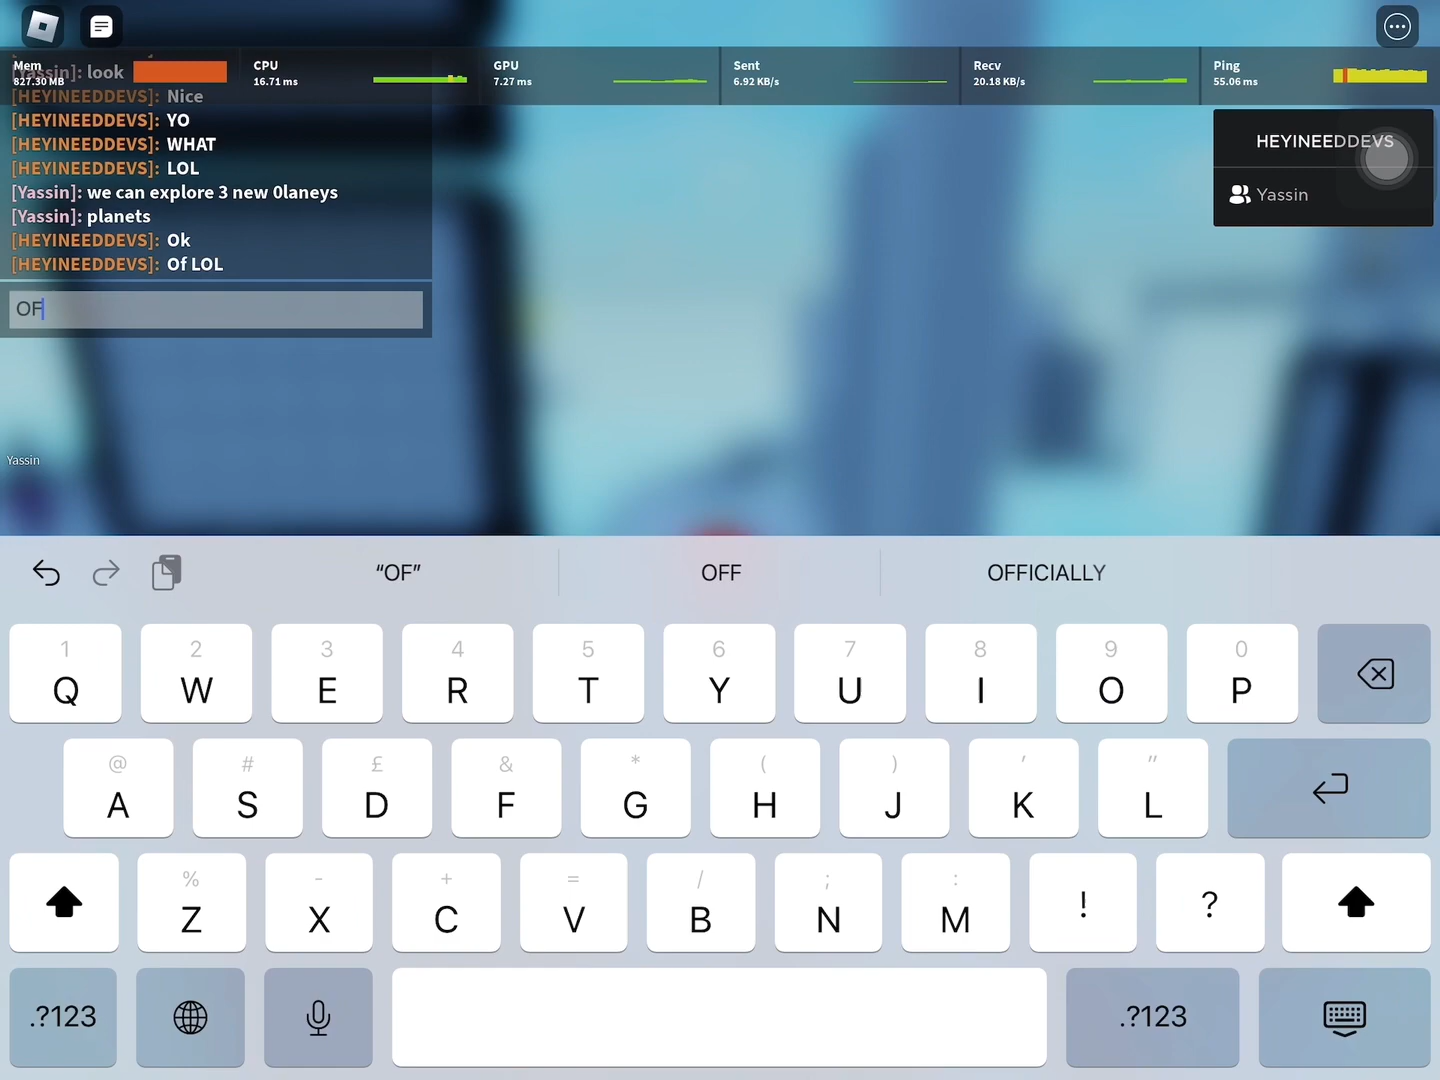 Mem
827.30 MB
CPU
16.71 ms
GPU
7.27 ms
Sent
6.92 KB/s
Recv
20.18 KB/s
Ping
55.06 ms
[Yassin]: look
[HEYINEEDDEVS]: Nice
[HEYINEEDDEVS]: YO
[HEYINEEDDEVS]: WHAT
[HEYINEEDDEVS]: LOL
[Yassin]: we can explore 3 new 0laneys
[Yassin]: planets
[HEYINEEDDEVS]: Ok
[HEYINEEDDEVS]: Of LOL
OF
HEYINEEDDEVS
Yassin
Yassin
“OF” OFF OFFICIALLY
1 2 3 4 5 6 7 8 9 0
Q W E R T Y U I O P
@ # £ & * ( ) ' "
A S D F G H J K L
% - + = / ; :
Z X C V B N M ! ?
.?123 .?123